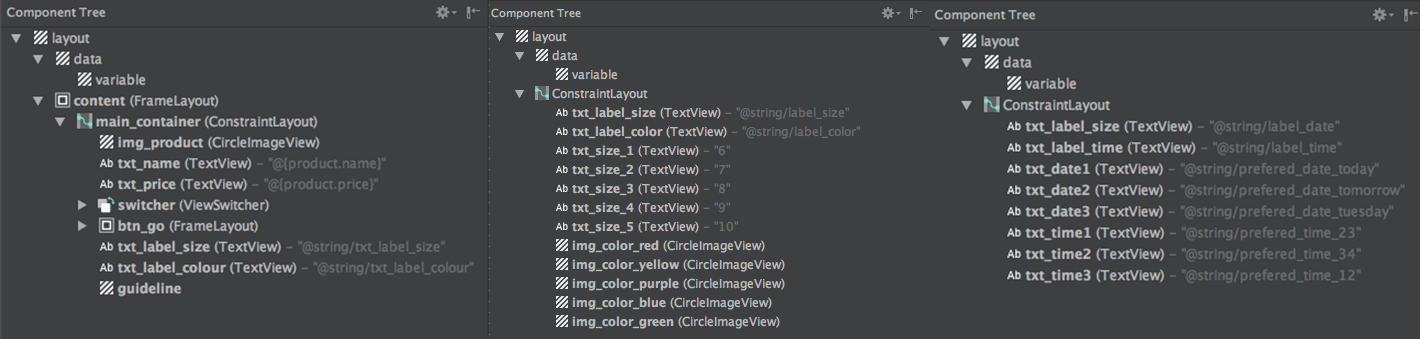 Component Tree
layout
data
variable
content (FrameLayout)
main_container (ConstraintLayout)
img_product (CircleImageView)
Ab txt_name (TextView) – "@{product.name}"
Ab txt_price (TextView) – "@{product.price}"
switcher (ViewSwitcher)
btn_go (FrameLayout)
Ab txt_label_size (TextView) – "@string/txt_label_size"
Ab txt_label_colour (TextView) – "@string/txt_label_colour"
guideline
Component Tree
layout
data
variable
ConstraintLayout
Ab txt_label_size (TextView) – "@string/label_size"
Ab txt_label_color (TextView) – "@string/label_color"
Ab txt_size_1 (TextView) – "6"
Ab txt_size_2 (TextView) – "7"
Ab txt_size_3 (TextView) – "8"
Ab txt_size_4 (TextView) – "9"
Ab txt_size_5 (TextView) – "10"
img_color_red (CircleImageView)
img_color_yellow (CircleImageView)
img_color_purple (CircleImageView)
img_color_blue (CircleImageView)
img_color_green (CircleImageView)
Component Tree
layout
data
variable
ConstraintLayout
Ab txt_label_size (TextView) – "@string/label_date"
Ab txt_label_time (TextView) – "@string/label_time"
Ab txt_date1 (TextView) – "@string/prefered_date_today"
Ab txt_date2 (TextView) – "@string/prefered_date_tomorrow"
Ab txt_date3 (TextView) – "@string/prefered_date_tuesday"
Ab txt_time1 (TextView) – "@string/prefered_time_23"
Ab txt_time2 (TextView) – "@string/prefered_time_34"
Ab txt_time3 (TextView) – "@string/prefered_time_12"